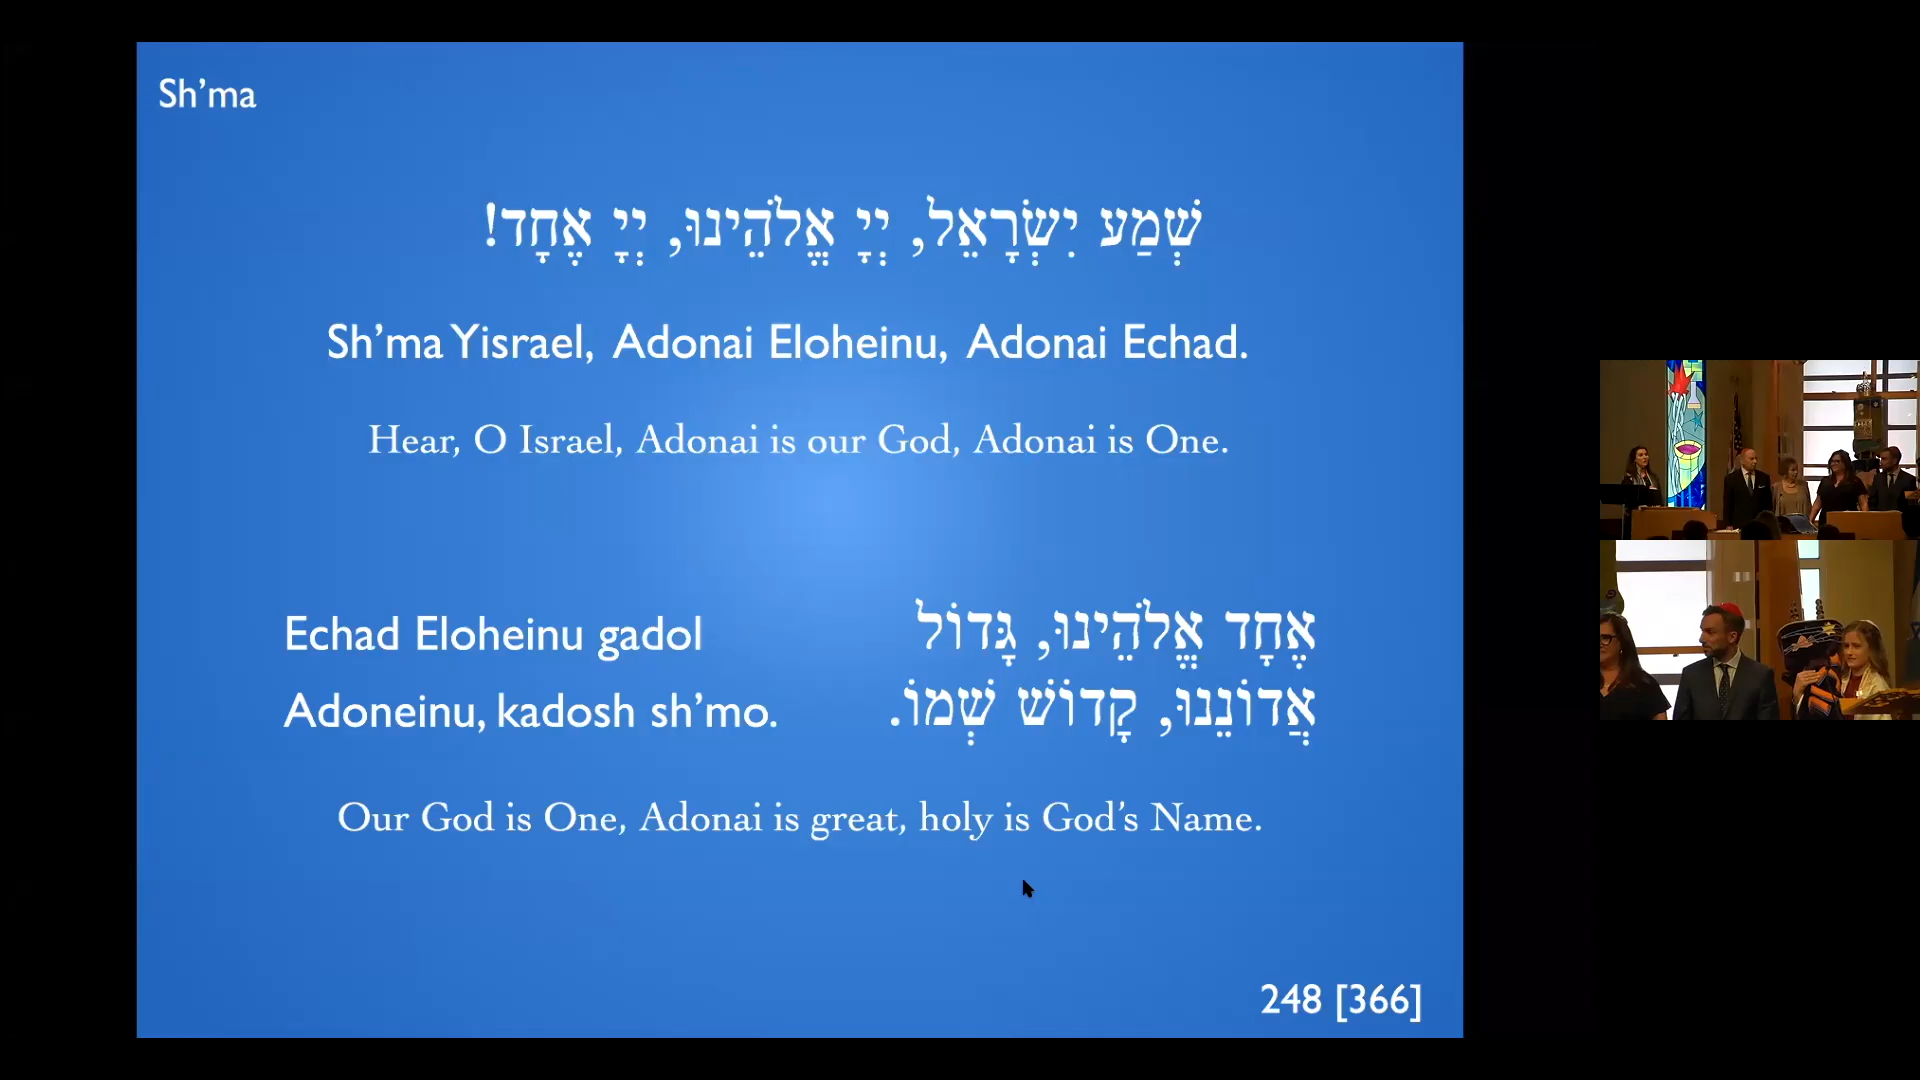 Sh’ma
שְׁמַע יִשְׂרָאֵל, יְיָ אֱלֹהֵינוּ, יְיָ אֶחָד!
Sh’ma Yisrael, Adonai Eloheinu, Adonai Echad.
Hear, O Israel, Adonai is our God, Adonai is One.
Echad Eloheinu gadol
Adoneinu, kadosh sh’mo.
אֶחָד אֱלֹהֵינוּ, גָּדוֹל
אֲדוֹנֵנוּ, קָדוֹשׁ שְׁמוֹ.
Our God is One, Adonai is great, holy is God’s Name.
248 [366]